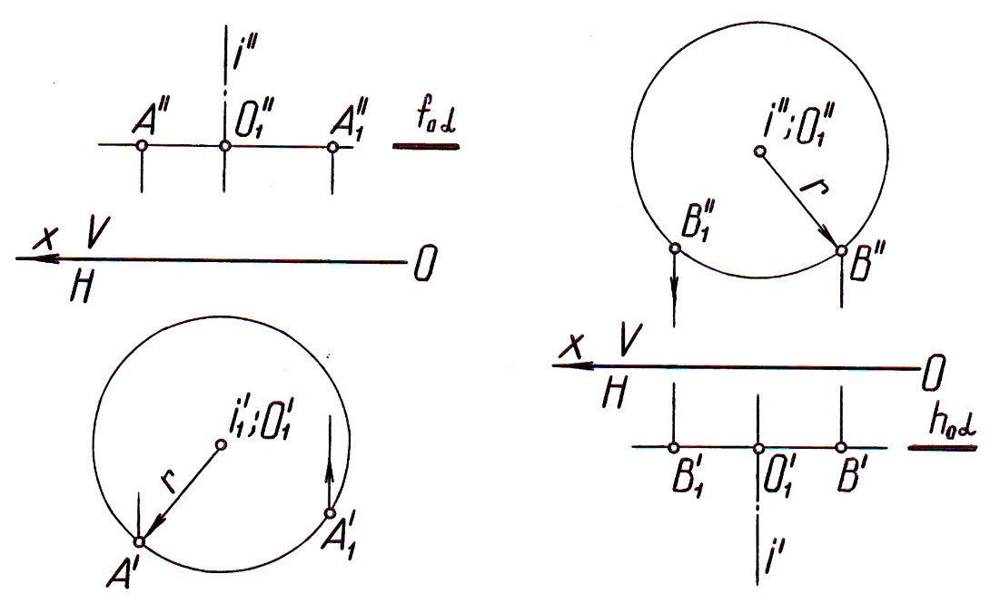 i''
A'' O₁'' A₁'' f₀α
x V
H O
i₁';O₁'
r
A' A₁'
i'';O₁''
r
B₁'' B''
x V
H O
h₀α
B₁' O₁' B'
i'